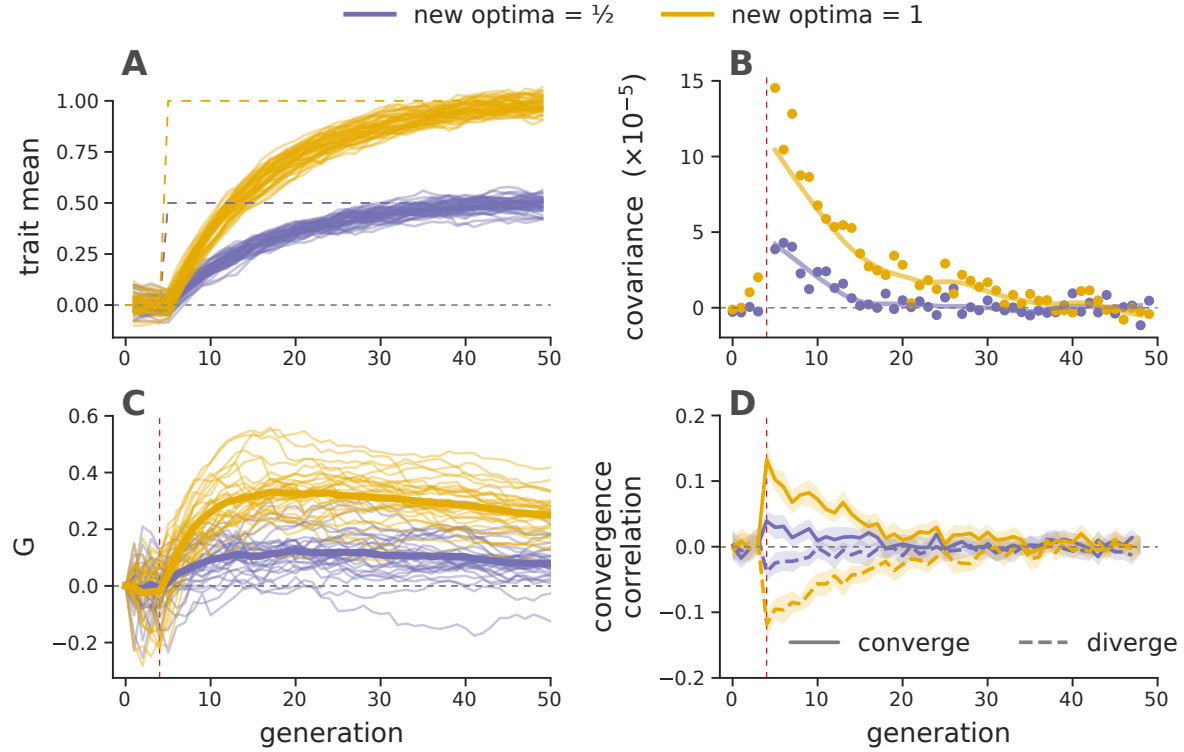 new optima = ½ new optima = 1
A
trait mean
1.00
0.75
0.50
0.25
0.00
0 10 20 30 40 50
B
covariance (×10⁻⁵)
15
10
5
0
0 10 20 30 40 50
C
G
0.6
0.4
0.2
0.0
−0.2
0 10 20 30 40 50
generation
D
convergence
correlation
0.2
0.1
0.0
−0.1
−0.2
converge diverge
0 10 20 30 40 50
generation